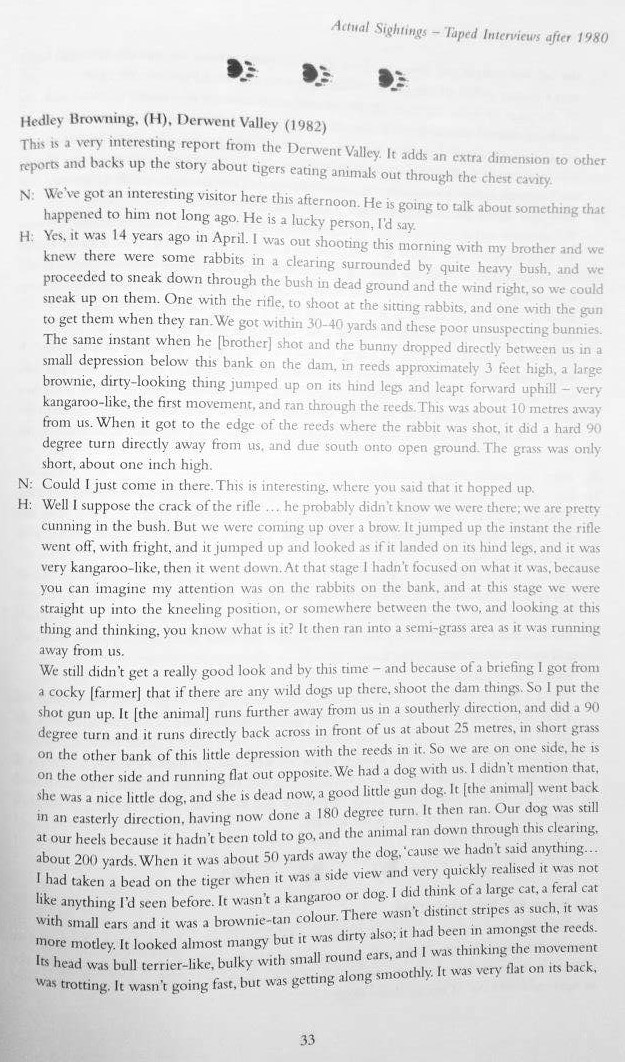 Actual Sightings – Taped Interviews after 1980
Hedley Browning, (H), Derwent Valley (1982)
This is a very interesting report from the Derwent Valley. It adds an extra dimension to other
reports and backs up the story about tigers eating animals out through the chest cavity.
N: We've got an interesting visitor here this afternoon. He is going to talk about something that
happened to him not long ago. He is a lucky person, I'd say.
H: Yes, it was 14 years ago in April. I was out shooting this morning with my brother and we
knew there were some rabbits in a clearing surrounded by quite heavy bush, and we
proceeded to sneak down through the bush in dead ground and the wind right, so we could
sneak up on them. One with the rifle, to shoot at the sitting rabbits, and one with the gun
to get them when they ran. We got within 30-40 yards and these poor unsuspecting bunnies.
The same instant when he [brother] shot and the bunny dropped directly between us in a
small depression below this bank on the dam, in reeds approximately 3 feet high, a large
brownie, dirty-looking thing jumped up on its hind legs and leapt forward uphill – very
kangaroo-like, the first movement, and ran through the reeds. This was about 10 metres away
from us. When it got to the edge of the reeds where the rabbit was shot, it did a hard 90
degree turn directly away from us, and due south onto open ground. The grass was only
short, about one inch high.
N: Could I just come in there. This is interesting, where you said that it hopped up.
H: Well I suppose the crack of the rifle ... he probably didn't know we were there; we are pretty
cunning in the bush. But we were coming up over a brow. It jumped up the instant the rifle
went off, with fright, and it jumped up and looked as if it landed on its hind legs, and it was
very kangaroo-like, then it went down. At that stage I hadn't focused on what it was, because
you can imagine my attention was on the rabbits on the bank, and at this stage we were
straight up into the kneeling position, or somewhere between the two, and looking at this
thing and thinking, you know what is it? It then ran into a semi-grass area as it was running
away from us.
We still didn't get a really good look and by this time – and because of a briefing I got from
a cocky [farmer] that if there are any wild dogs up there, shoot the dam things. So I put the
shot gun up. It [the animal] runs further away from us in a southerly direction, and did a 90
degree turn and it runs directly back across in front of us at about 25 metres, in short grass
on the other bank of this little depression with the reeds in it. So we are on one side, he is
on the other side and running flat out opposite. We had a dog with us. I didn't mention that,
she was a nice little dog, and she is dead now, a good little gun dog. It [the animal] went back
in an easterly direction, having now done a 180 degree turn. It then ran. Our dog was still
at our heels because it hadn't been told to go, and the animal ran down through this clearing,
about 200 yards. When it was about 50 yards away the dog, 'cause we hadn't said anything...
I had taken a bead on the tiger when it was a side view and very quickly realised it was not
like anything I'd seen before. It wasn't a kangaroo or dog. I did think of a large cat, a feral cat
with small ears and it was a brownie-tan colour. There wasn't distinct stripes as such, it was
more motley. It looked almost mangy but it was dirty also; it had been in amongst the reeds.
Its head was bull terrier-like, bulky with small round ears, and I was thinking the movement
was trotting. It wasn't going fast, but was getting along smoothly. It was very flat on its back,
33